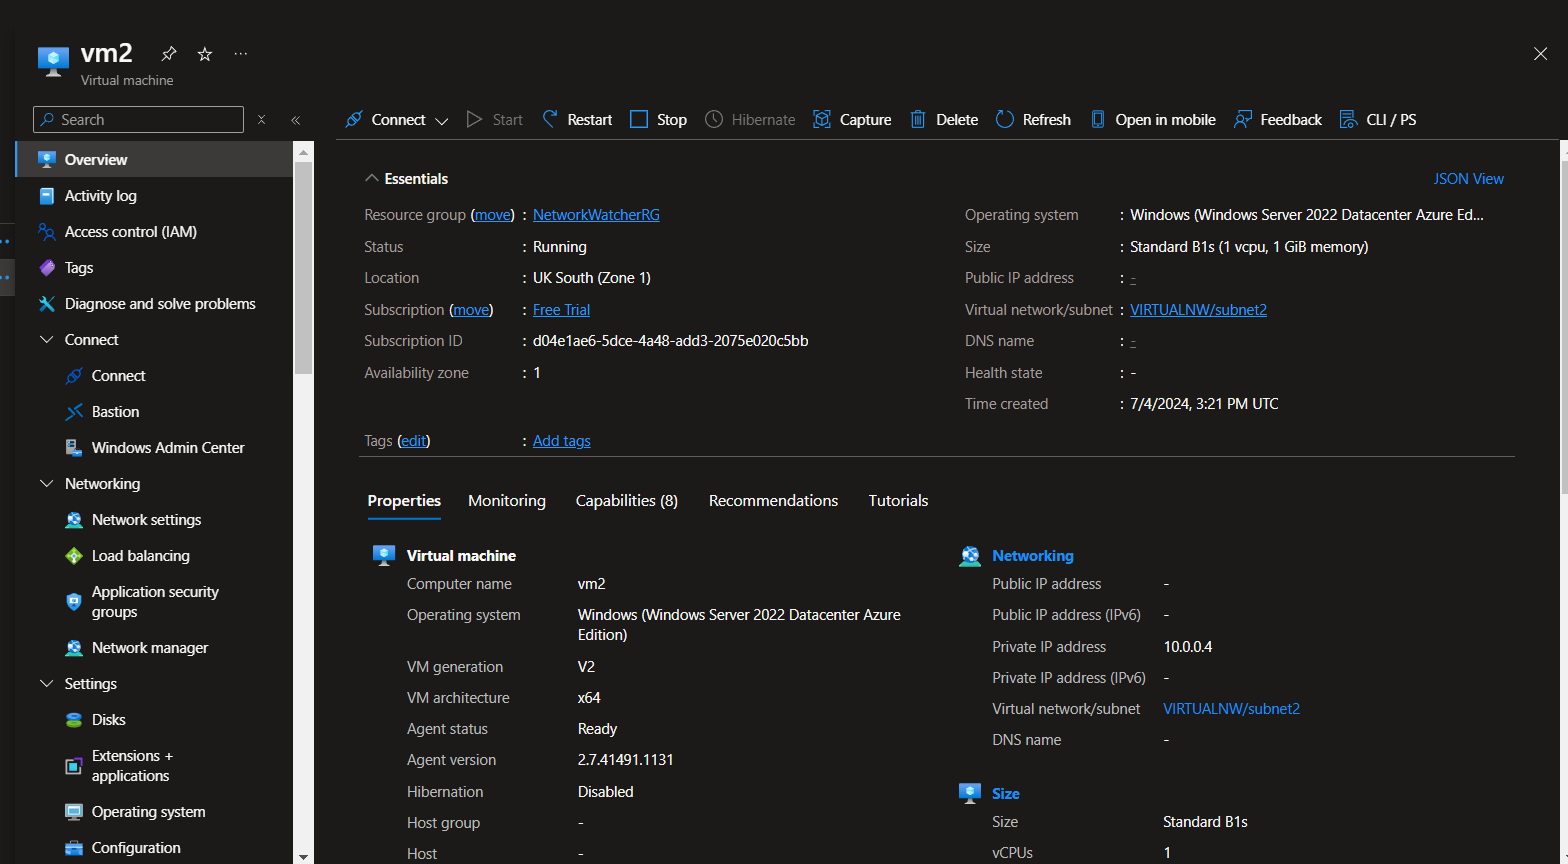 vm2
Virtual machine
Search
Overview
Activity log
Access control (IAM)
Tags
Diagnose and solve problems
Connect
Connect
Bastion
Windows Admin Center
Networking
Network settings
Load balancing
Application security
groups
Network manager
Settings
Disks
Extensions +
applications
Operating system
Configuration
Connect Start Restart Stop Hibernate Capture Delete Refresh Open in mobile Feedback CLI / PS
Essentials
JSON View
Resource group (move) : NetworkWatcherRG
Status : Running
Location : UK South (Zone 1)
Subscription (move) : Free Trial
Subscription ID : d04e1ae6-5dce-4a48-add3-2075e020c5bb
Availability zone : 1
Operating system : Windows (Windows Server 2022 Datacenter Azure Ed...
Size : Standard B1s (1 vcpu, 1 GiB memory)
Public IP address : -
Virtual network/subnet : VIRTUALNW/subnet2
DNS name : -
Health state : -
Time created : 7/4/2024, 3:21 PM UTC
Tags (edit) : Add tags
Properties Monitoring Capabilities (8) Recommendations Tutorials
Virtual machine
Computer name vm2
Operating system Windows (Windows Server 2022 Datacenter Azure
Edition)
VM generation V2
VM architecture x64
Agent status Ready
Agent version 2.7.41491.1131
Hibernation Disabled
Host group -
Host -
Networking
Public IP address -
Public IP address (IPv6) -
Private IP address 10.0.0.4
Private IP address (IPv6) -
Virtual network/subnet VIRTUALNW/subnet2
DNS name -
Size
Size Standard B1s
vCPUs 1